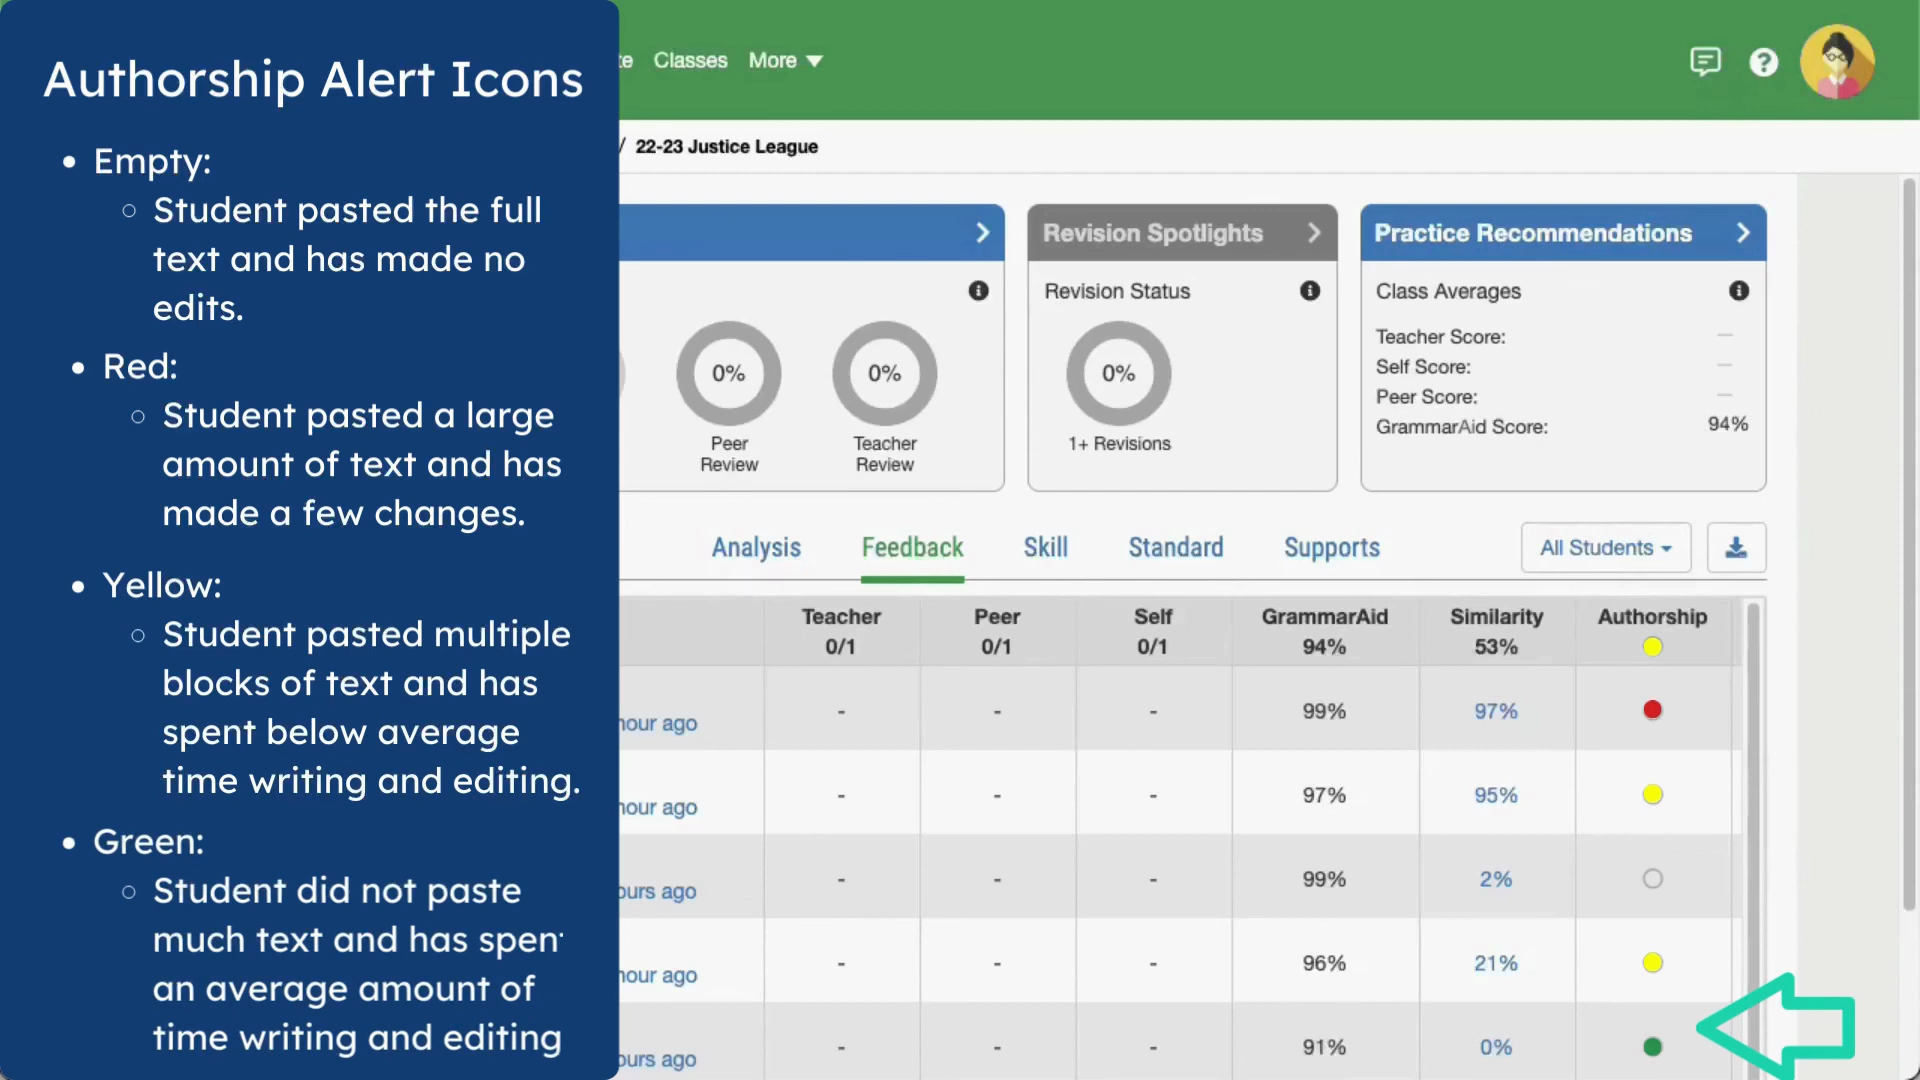 Authorship Alert Icons
Empty:
Student pasted the full
text and has made no
edits.
Red:
Student pasted a large
amount of text and has
made a few changes.
Yellow:
Student pasted multiple
blocks of text and has
spent below average
time writing and editing.
Green:
Student did not paste
much text and has spent
an average amount of
time writing and editing
Classes More
/ 22-23 Justice League
Revision Spotlights
Practice Recommendations
Revision Status
Class Averages
Teacher Score: –
Self Score: –
Peer Score: –
GrammarAid Score: 94%
0%
Peer
Review
0%
Teacher
Review
0%
1+ Revisions
Analysis Feedback Skill Standard Supports All Students
Teacher Peer Self GrammarAid Similarity Authorship
0/1 0/1 0/1 94% 53%
hour ago - - - 99% 97%
hour ago - - - 97% 95%
ours ago - - - 99% 2%
hour ago - - - 96% 21%
ours ago - - - 91% 0%